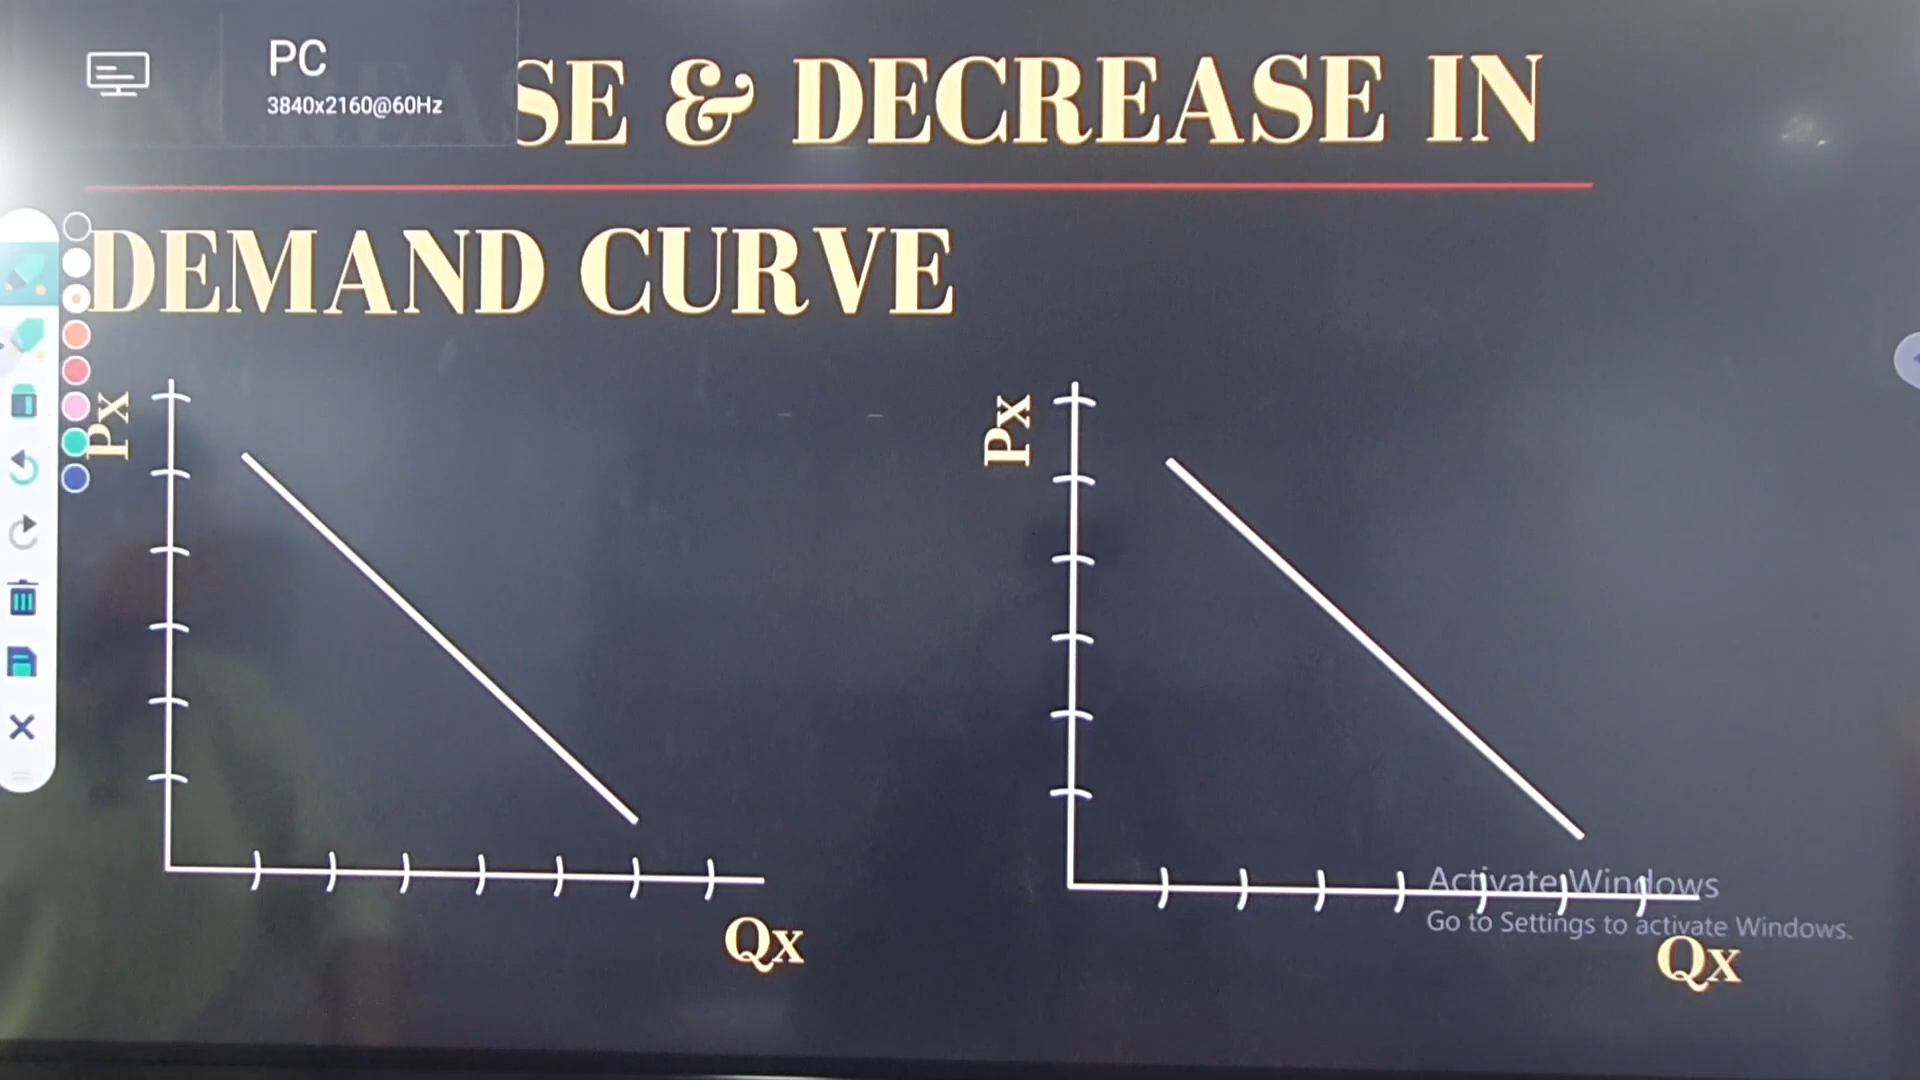 PC
3840x2160@60Hz
SE & DECREASE IN
DEMAND CURVE
Px
Px
Activate Windows
Go to Settings to activate Windows.
Qx
Qx